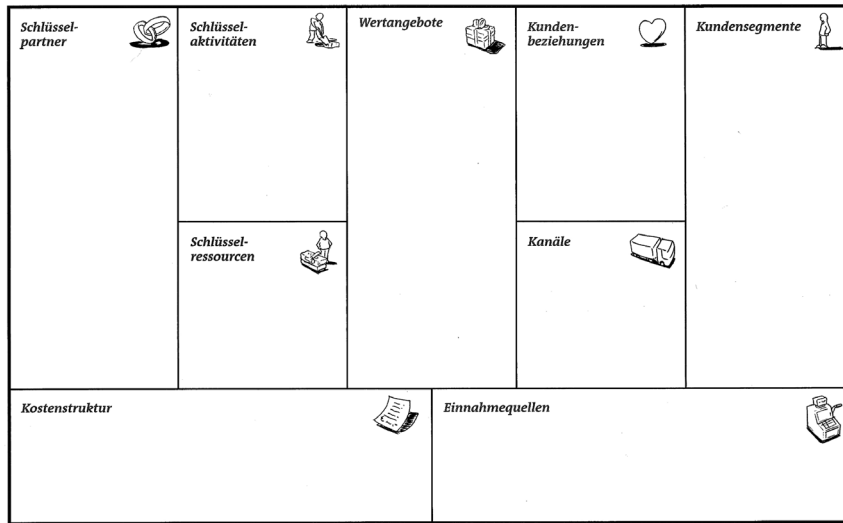 Schlüssel-
partner
Schlüssel-
aktivitäten
Wertangebote
Kunden-
beziehungen
Kundensegmente
Schlüssel-
ressourcen
Kanäle
Kostenstruktur
Einnahmequellen